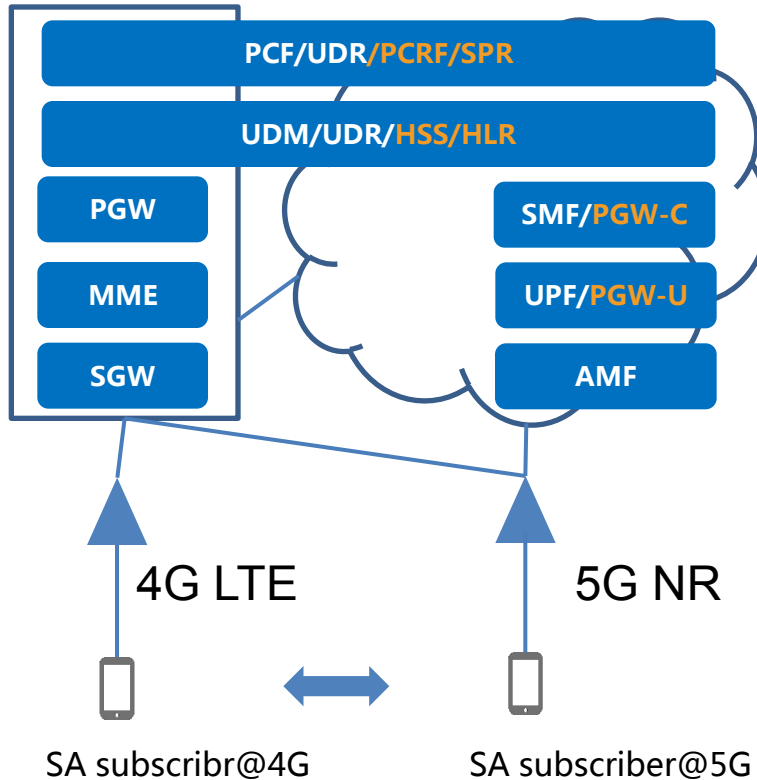 PCF/UDR/PCRF/SPR
UDM/UDR/HSS/HLR
PGW
SMF/PGW-C
MME
UPF/PGW-U
SGW
AMF
4G LTE
5G NR
SA subscribr@4G
SA subscriber@5G